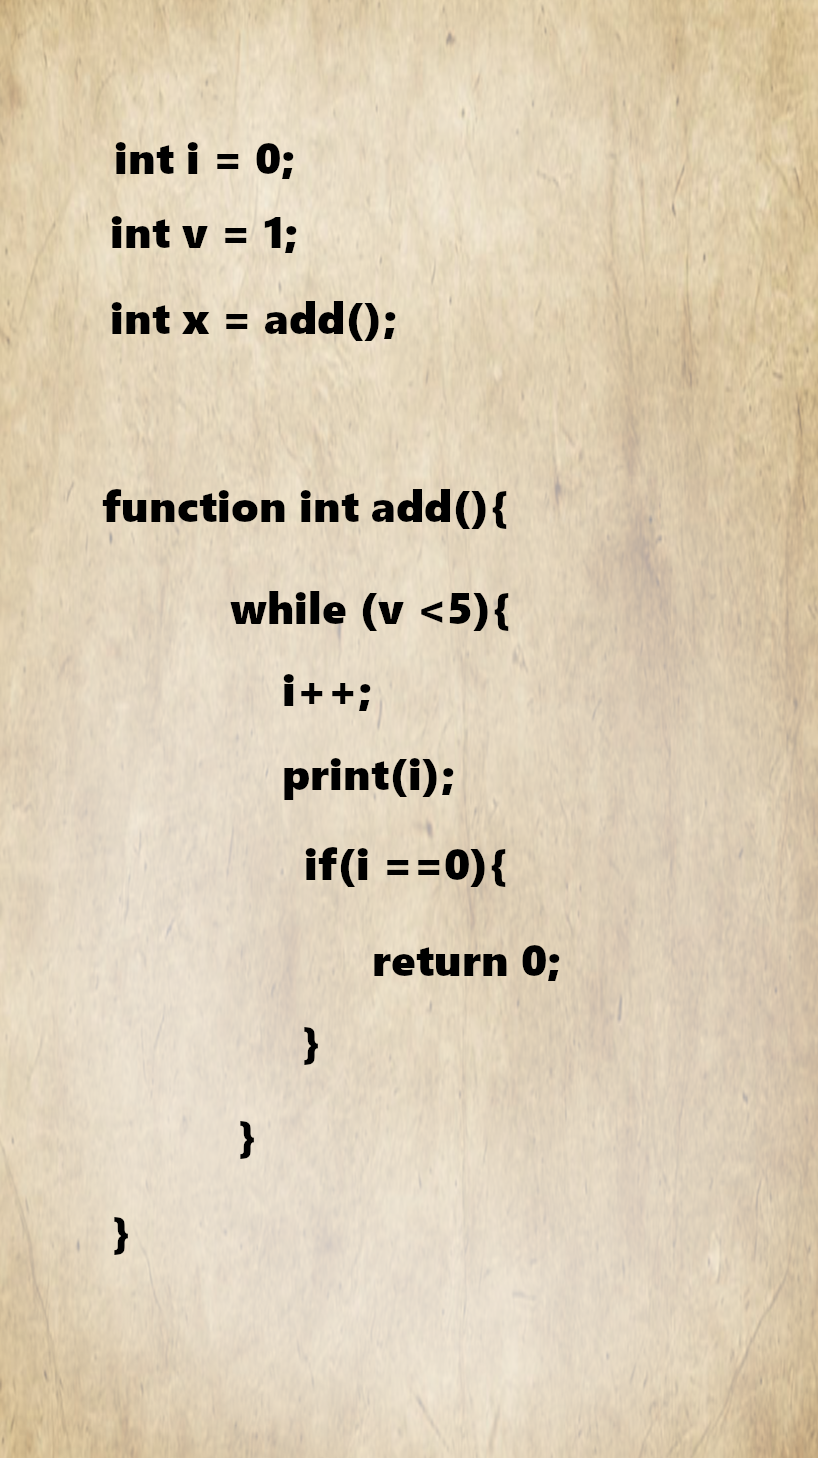 int i = 0;
int v = 1;
int x = add();
function int add(){
while (v <5){
i++;
print(i);
if(i ==0){
return 0;
}
}
}